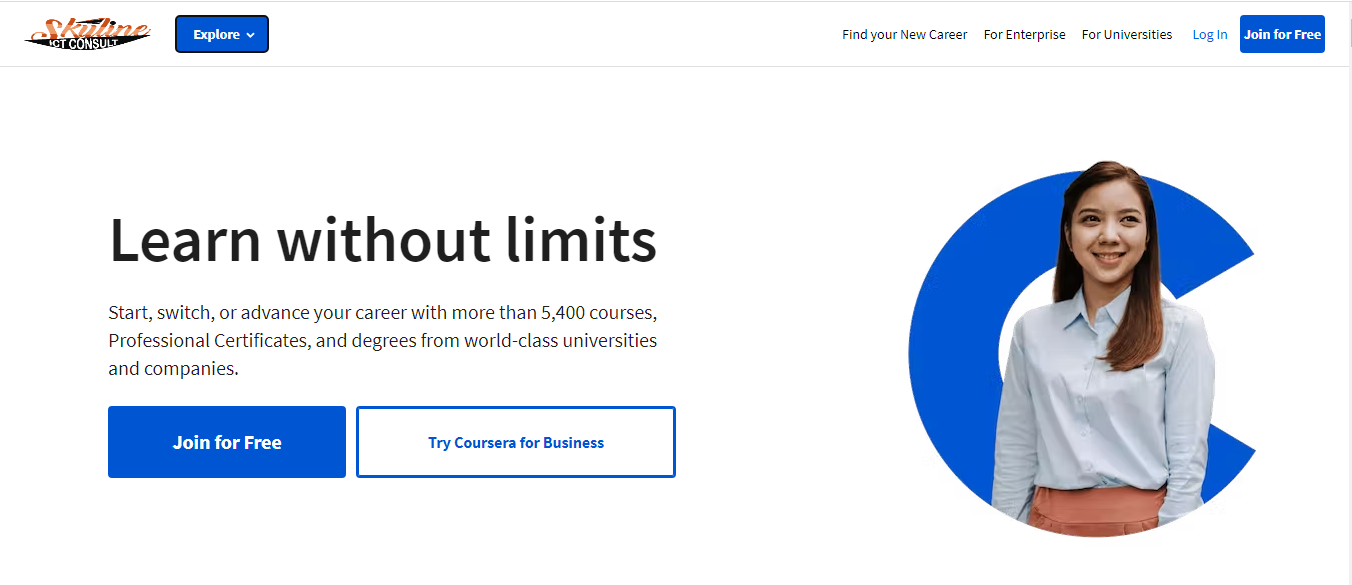 Skyline
ICT CONSULT
Explore
Find your New Career
For Enterprise
For Universities
Log In
Join for Free
Learn without limits
Start, switch, or advance your career with more than 5,400 courses,
Professional Certificates, and degrees from world-class universities
and companies.
Join for Free
Try Coursera for Business